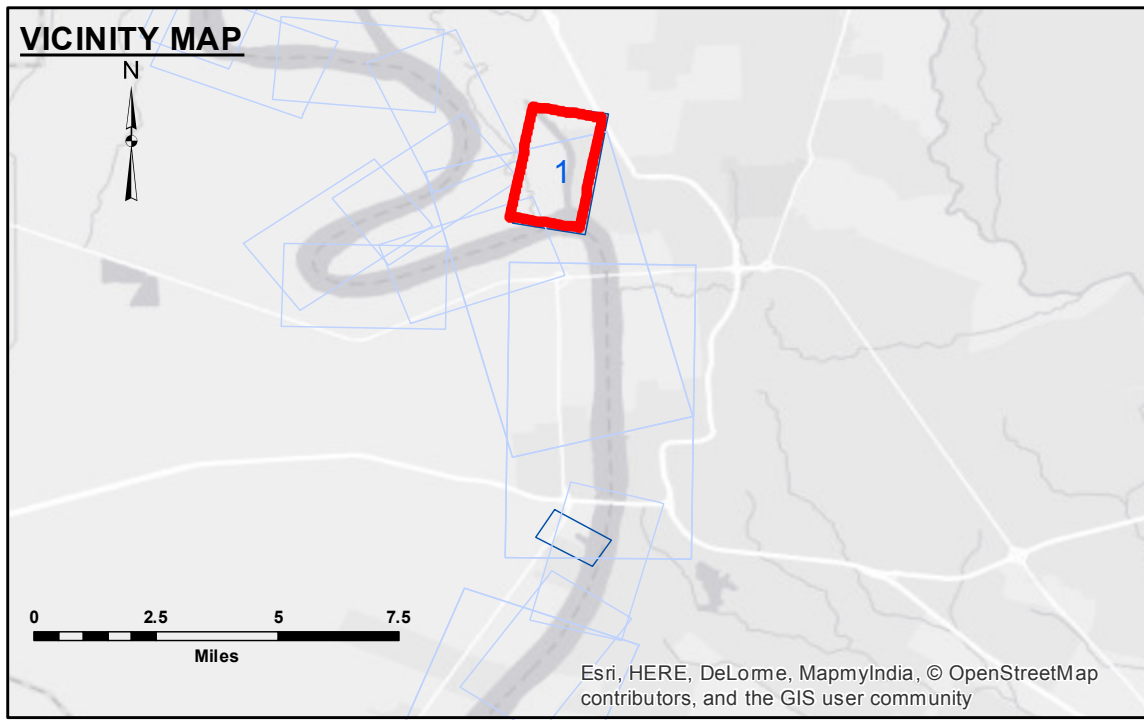 VICINITY MAP
N
1
0 2.5 5 7.5
Miles
Esri, HERE, DeLorme, MapmyIndia, © OpenStreetMap
contributors, and the GIS user community